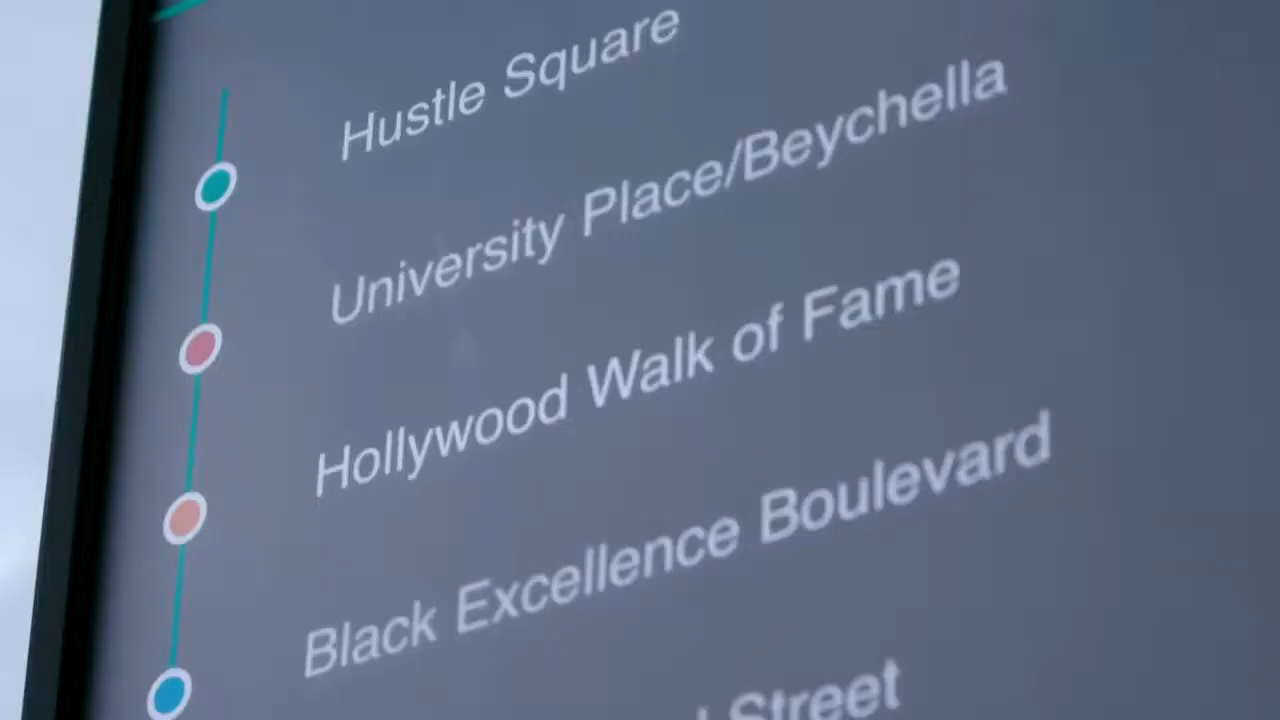 Hustle Square
University Place/Beychella
Hollywood Walk of Fame
Black Excellence Boulevard
Street